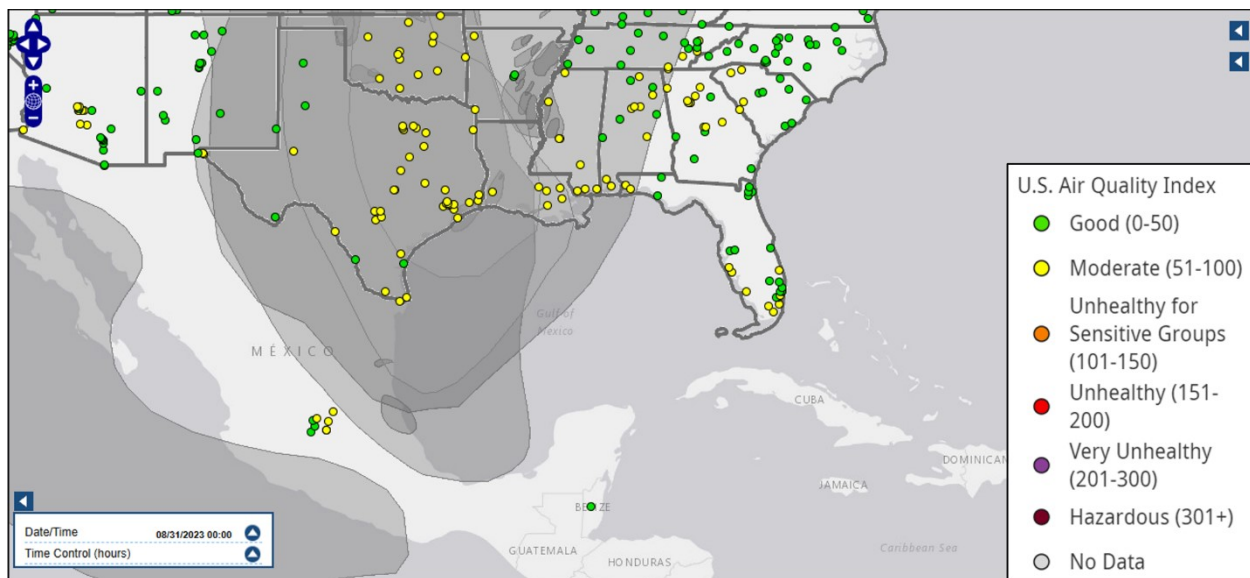 U.S. Air Quality Index
Good (0-50)
Moderate (51-100)
Unhealthy for
Sensitive Groups
(101-150)
Unhealthy (151-
200)
Very Unhealthy
(201-300)
Hazardous (301+)
No Data
Gulf of
Mexico
MÉXICO
CUBA
DOMINICAN
JAMAICA
BELIZE
GUATEMALA
HONDURAS
Caribbean Sea
Date/Time 08/31/2023 00:00
Time Control (hours)